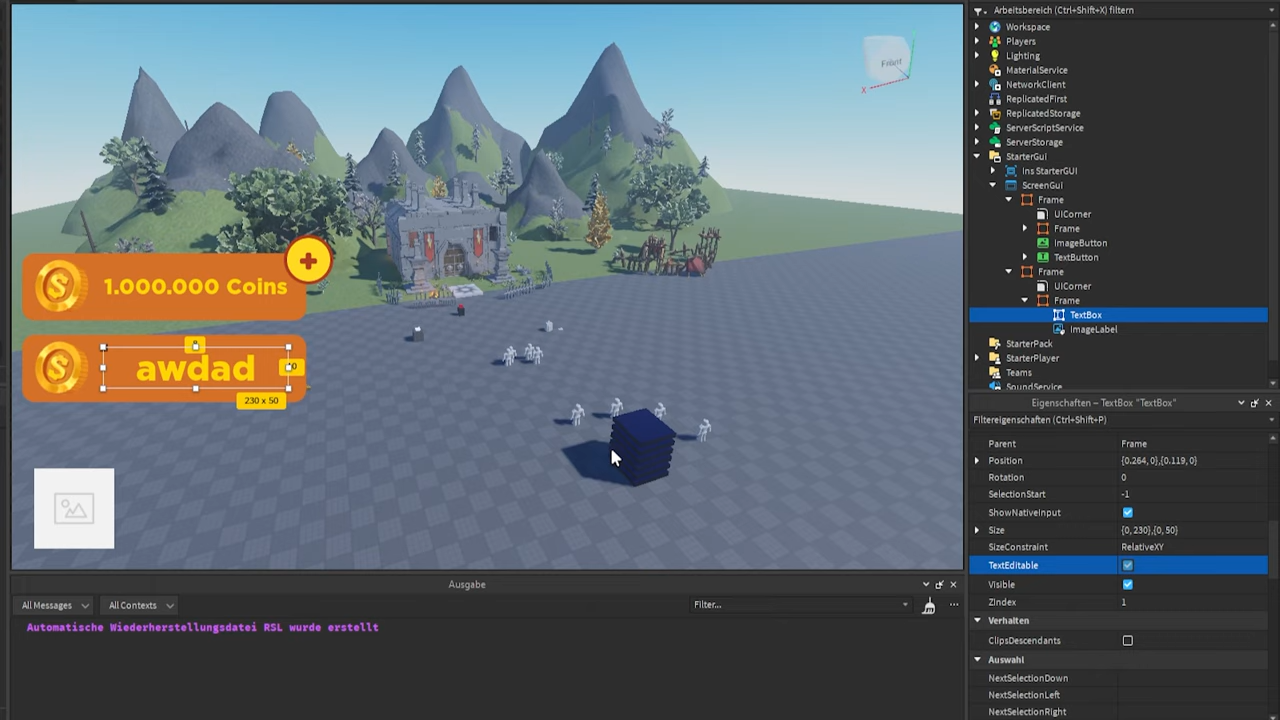 Arbeitsbereich (Ctrl+Shift+X) filtern
Workspace
Players
Lighting
MaterialService
NetworkClient
ReplicatedFirst
ReplicatedStorage
ServerScriptService
ServerStorage
StarterGui
Ins StarterGUI
ScreenGui
Frame
UICorner
Frame
ImageButton
TextButton
Frame
UICorner
Frame
TextBox
ImageLabel
StarterPack
StarterPlayer
Teams
SoundService
Front
X
1.000.000 Coins
awdad
230 x 50
Eigenschaften – TextBox "TextBox"
Filtereigenschaften (Ctrl+Shift+P)
Parent Frame
Position {0.264, 0},{0.119, 0}
Rotation 0
SelectionStart -1
ShowNativeInput
Size {0, 230},{0, 50}
SizeConstraint RelativeXY
TextEditable
Visible
ZIndex 1
Verhalten
ClipsDescendants
Auswahl
NextSelectionDown
NextSelectionLeft
NextSelectionRight
Ausgabe
All Messages All Contexts Filter...
Automatische Wiederherstellungsdatei RSL wurde erstellt